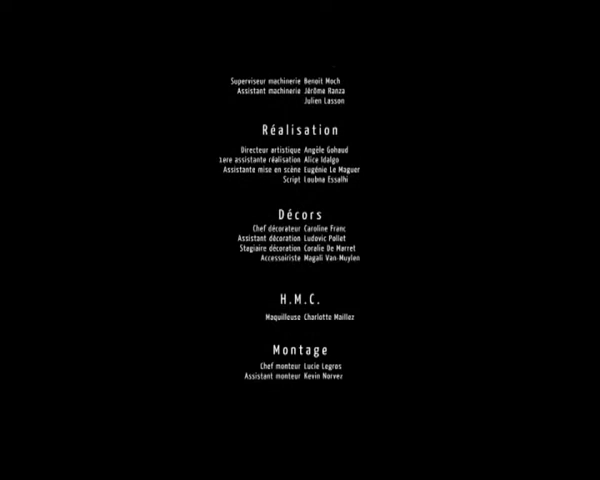 Superviseur machinerie Benoit Moch
Assistant machinerie Jérôme Ranza
Julien Lasson
Réalisation
Directeur artistique Angèle Gohaud
1ere assistante réalisation Alice Idalgo
Assistante mise en scène Eugénie Le Maguer
Script Loubna Essalhi
Décors
Chef décorateur Caroline Franc
Assistant décoration Ludovic Pollet
Stagiaire décoration Coralie De Marret
Accessoiriste Magali Van-Muylen
H.M.C.
Maquilleuse Charlotte Maillez
Montage
Chef monteur Lucie Legros
Assistant monteur Kevin Norvez